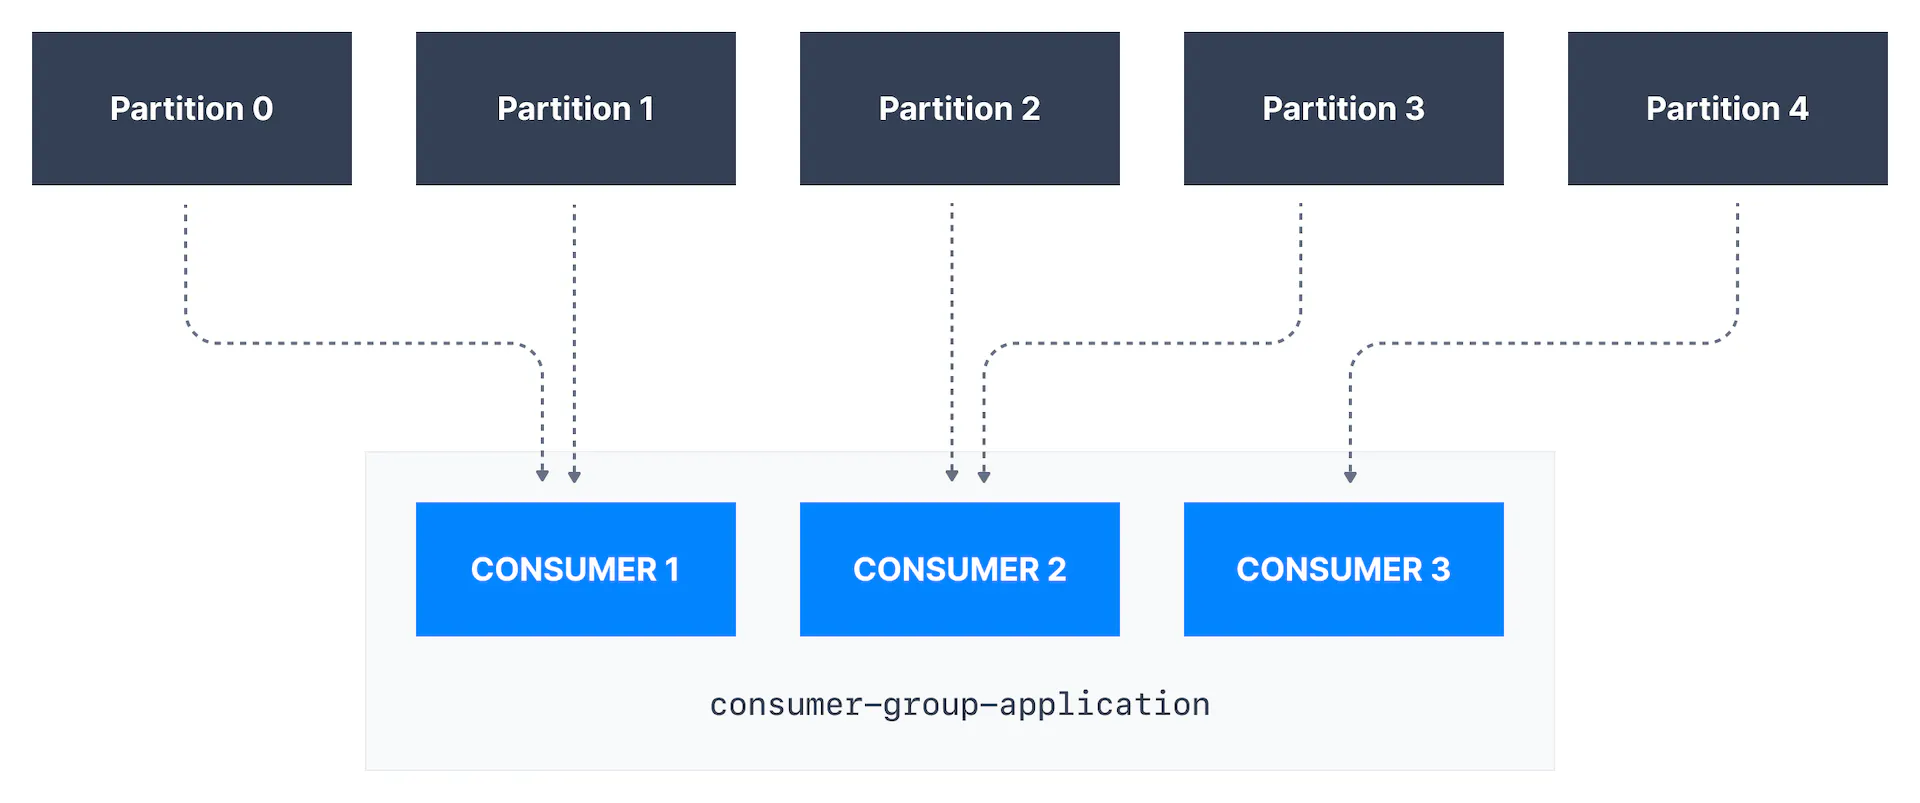 Partition 0
Partition 1
Partition 2
Partition 3
Partition 4
CONSUMER 1
CONSUMER 2
CONSUMER 3
consumer-group-application